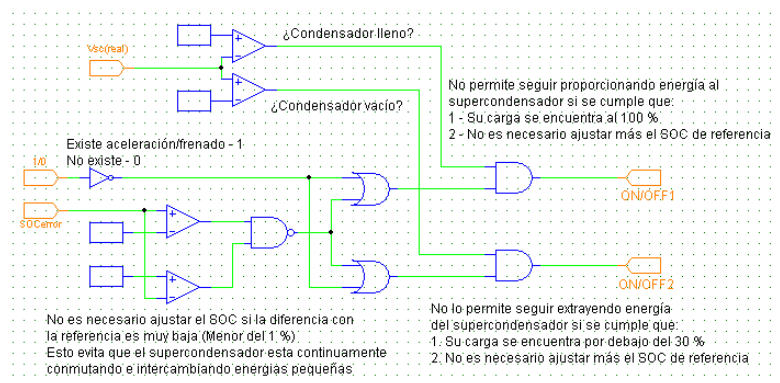 ¿Condensador lleno?
Vsc(real)
¿Condensador vacío?
No permite seguir proporcionando energía al
supercondensador si se cumple que:
1 - Su carga se encuentra al 100 %
2 - No es necesario ajustar más el SOC de referencia
Existe aceleración/frenado - 1
No existe - 0
1/0
ON/OFF1
SOCerror
ON/OFF2
No es necesario ajustar el SOC si la diferencia con
la referencia es muy baja (Menor del 1 %)
Esto evita que el supercondensador esta continuamente
conmutando e intercambiando energias pequeñas
No lo permite seguir extrayendo energía
del supercondensador si se cumple que:
1. Su carga se encuentra por debajo del 30 %
2. No es necesario ajustar más el SOC de referencia